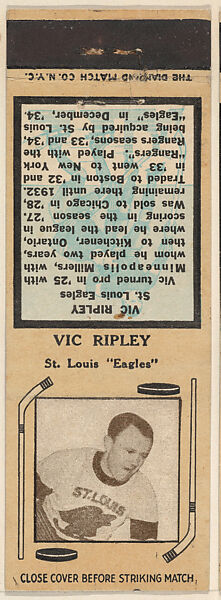 THE DIAMOND MATCH CO. N.Y.C.
VIC RIPLEY
St. Louis Eagles
Vic turned pro in '25 with
Minneapolis Millers, with
whom he played two years,
then to Kitchener, Ontario,
where he lead the league in
scoring in the season '27.
Was sold to Chicago in '28,
remaining there until 1932.
Traded to Boston in '32 and
in '33 went to New York
"Rangers". Played with the
Rangers seasons, '33 and '34,
being acquired by St. Louis
"Eagles" in December, '34.
VIC RIPLEY
St. Louis "Eagles"
ST. LOUIS
CLOSE COVER BEFORE STRIKING MATCH